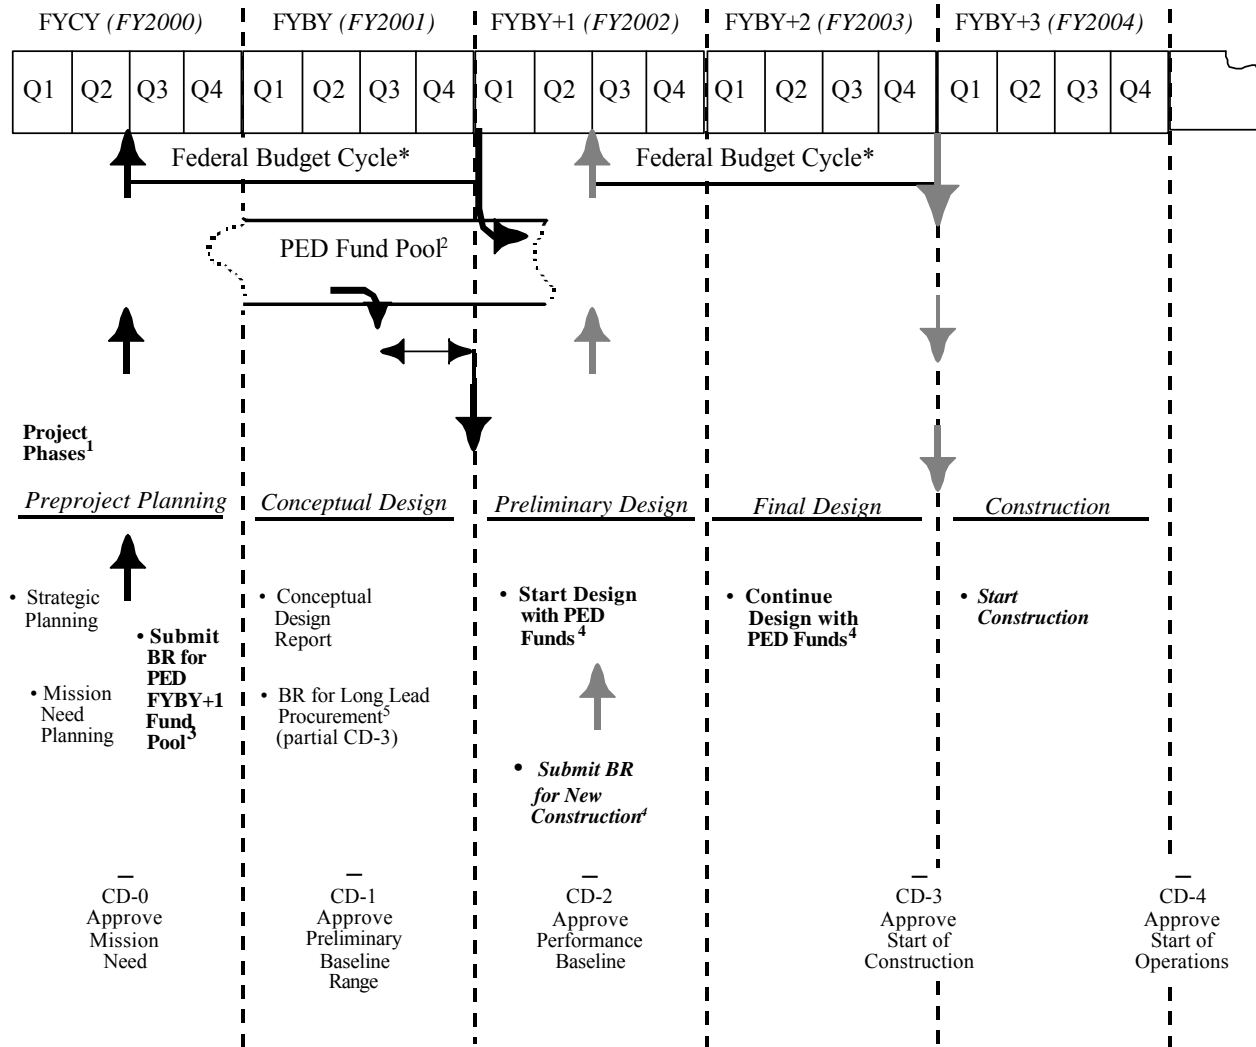 FYCY (FY2000)
FYBY (FY2001)
FYBY+1 (FY2002)
FYBY+2 (FY2003)
FYBY+3 (FY2004)
Q1 Q2 Q3 Q4 Q1 Q2 Q3 Q4 Q1 Q2 Q3 Q4 Q1 Q2 Q3 Q4 Q1 Q2 Q3 Q4
Federal Budget Cycle*
Federal Budget Cycle*
PED Fund Pool2
Project
Phases1
Preproject Planning
Conceptual Design
Preliminary Design
Final Design
Construction
• Strategic
Planning
• Mission
Need
Planning
• Submit
BR for
PED
FYBY+1
Fund
Pool3
• Conceptual
Design
Report
• BR for Long Lead
Procurement5
(partial CD-3)
• Start Design
with PED
Funds4
• Submit BR
for New
Construction4
• Continue
Design with
PED Funds4
• Start
Construction
CD-0
Approve
Mission
Need
CD-1
Approve
Preliminary
Baseline
Range
CD-2
Approve
Performance
Baseline
CD-3
Approve
Start of
Construction
CD-4
Approve
Start of
Operations